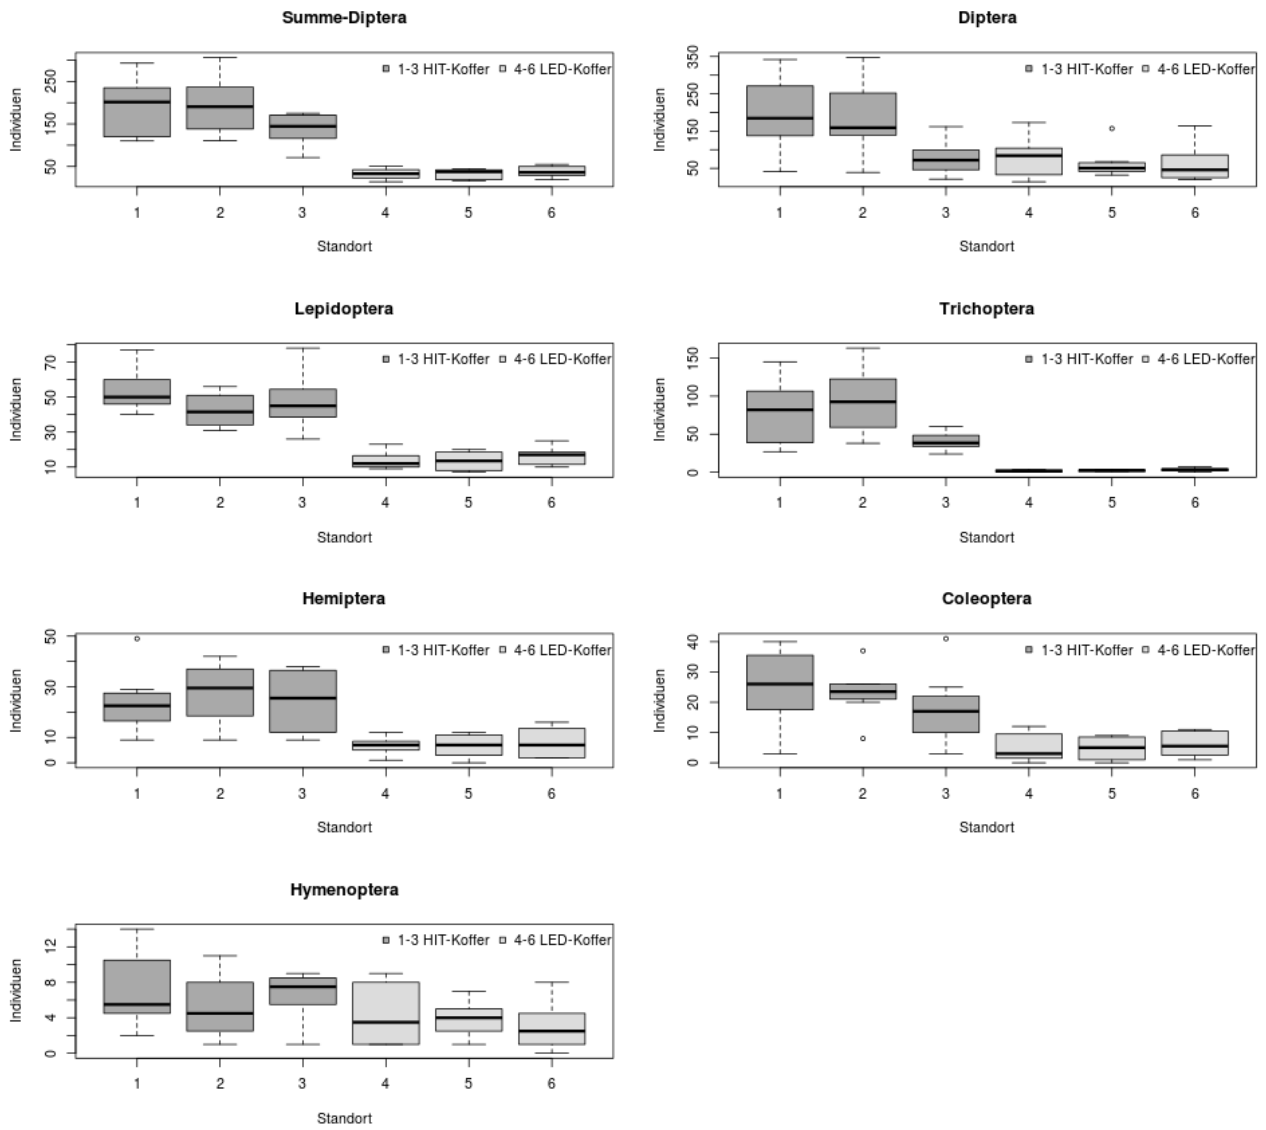 Summe-Diptera
1-3 HIT-Koffer 4-6 LED-Koffer
Individuen
250
150
50
1 2 3 4 5 6
Standort
Diptera
1-3 HIT-Koffer 4-6 LED-Koffer
Individuen
350
250
150
50
1 2 3 4 5 6
Standort
Lepidoptera
1-3 HIT-Koffer 4-6 LED-Koffer
Individuen
70
50
30
10
1 2 3 4 5 6
Standort
Trichoptera
1-3 HIT-Koffer 4-6 LED-Koffer
Individuen
150
100
50
0
1 2 3 4 5 6
Standort
Hemiptera
1-3 HIT-Koffer 4-6 LED-Koffer
Individuen
50
30
10
0
1 2 3 4 5 6
Standort
Coleoptera
1-3 HIT-Koffer 4-6 LED-Koffer
Individuen
40
30
20
10
0
1 2 3 4 5 6
Standort
Hymenoptera
1-3 HIT-Koffer 4-6 LED-Koffer
Individuen
12
8
4
0
1 2 3 4 5 6
Standort